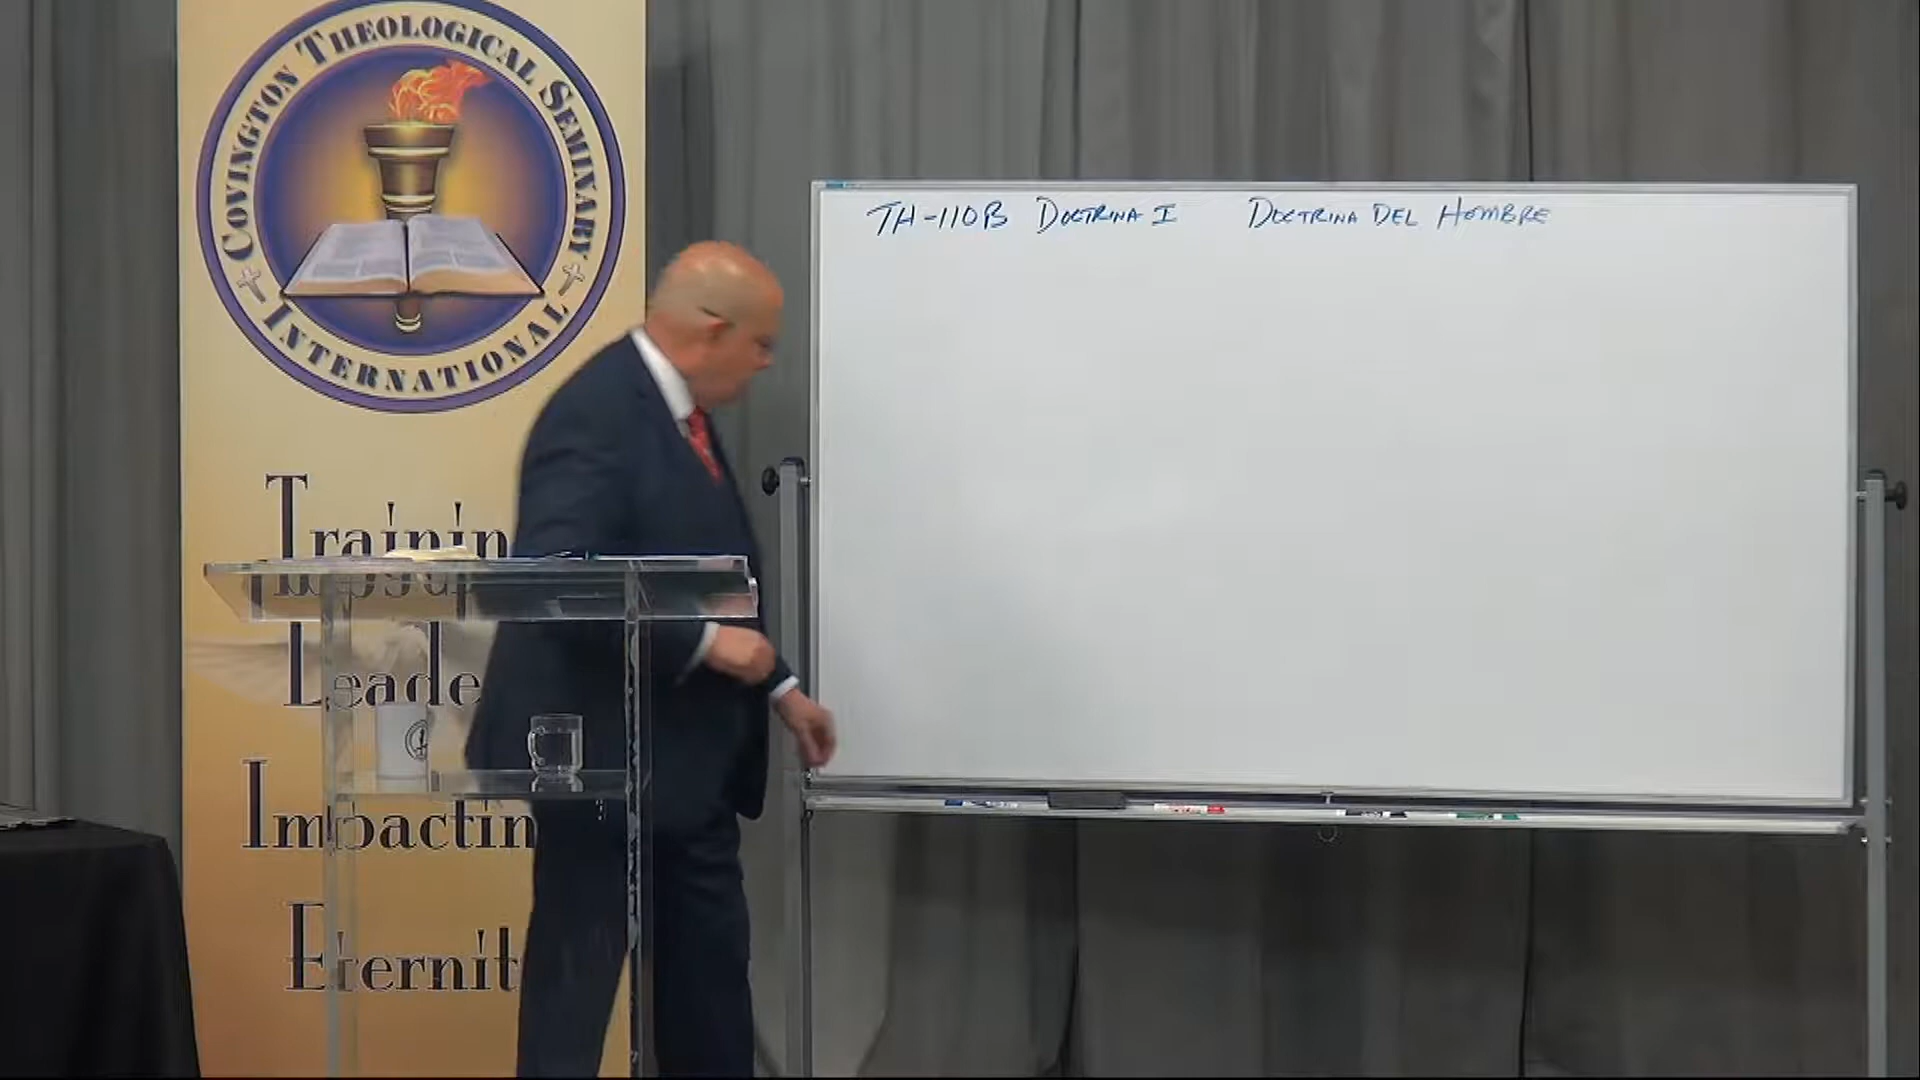 COVINGTON THEOLOGICAL SEMINARY
INTERNATIONAL
Trainin
Leade
Impactin
Eternit
TH-110B DOCTRINA I DOCTRINA DEL HOMBRE